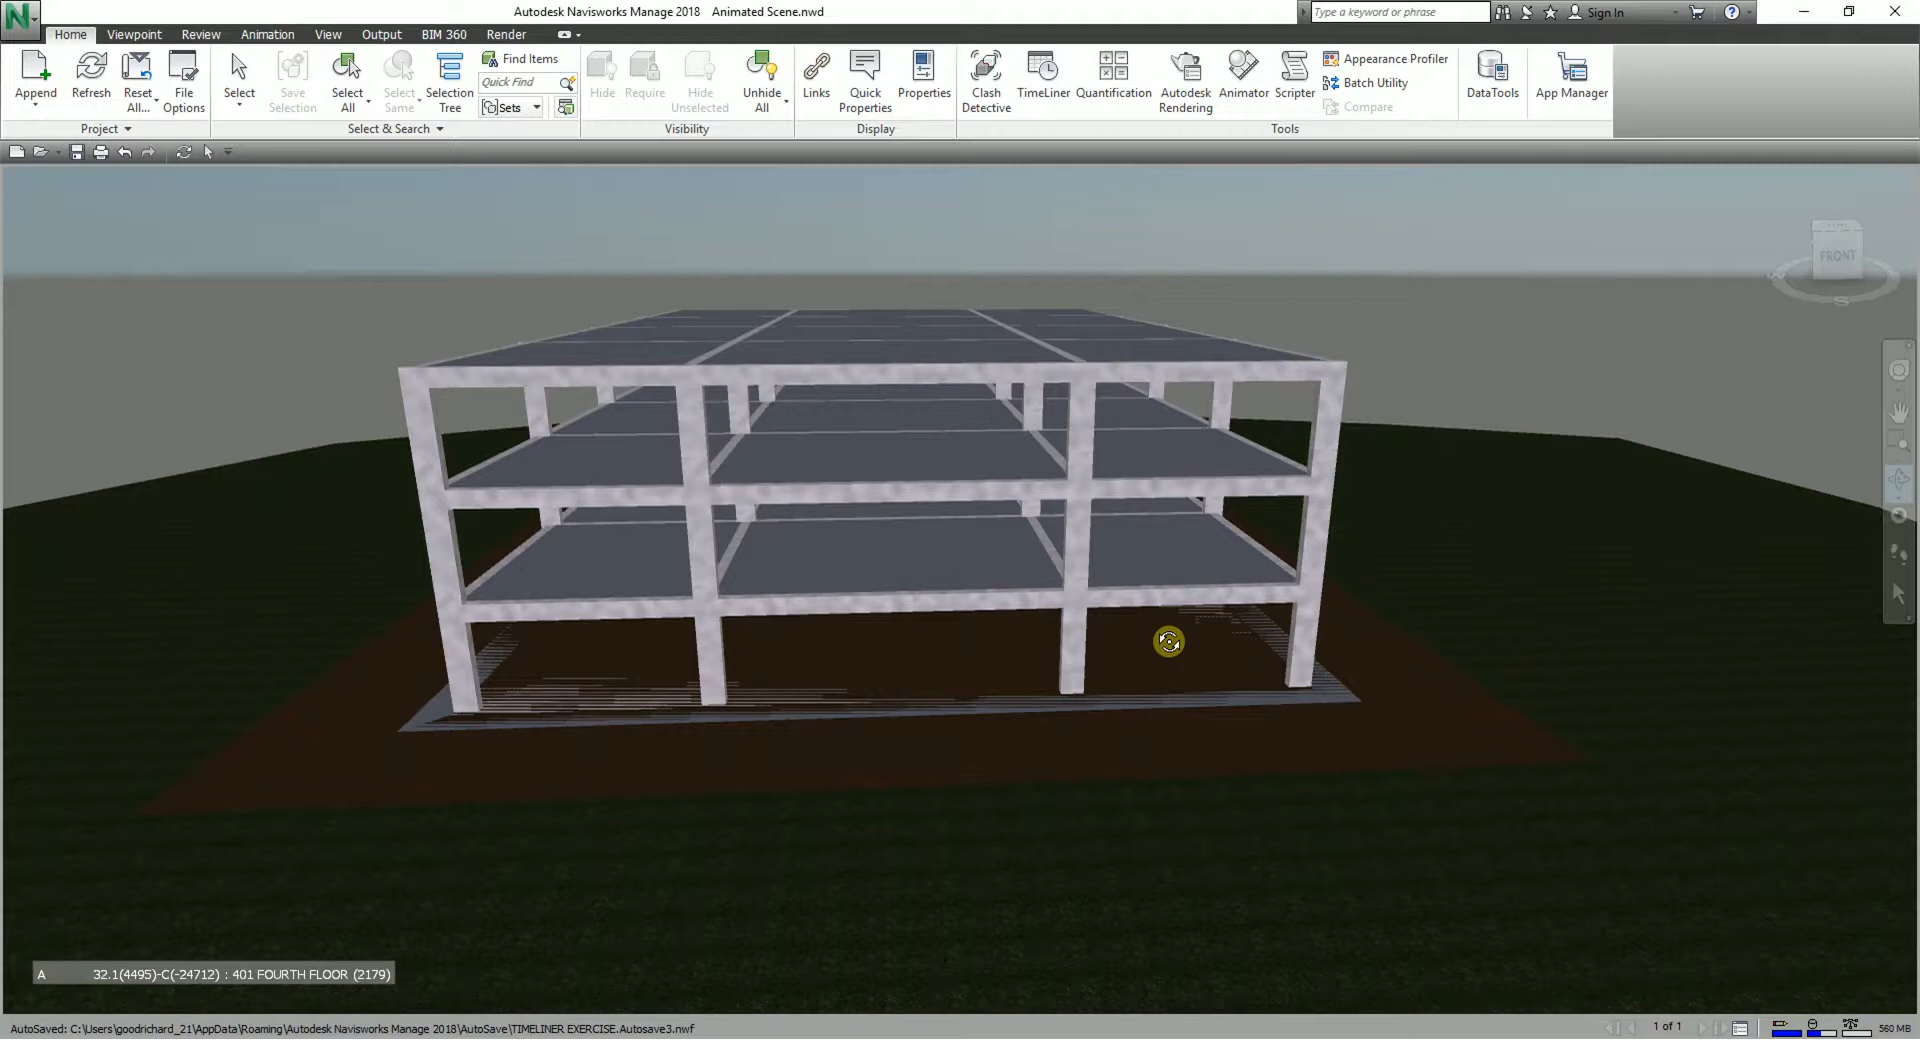 Autodesk Navisworks Manage 2018 Animated Scene.nwd
Type a keyword or phrase
Sign In
Home Viewpoint Review Animation View Output BIM 360 Render
Append
Refresh
Reset All...
File Options
Project
Select
Save Selection
Select All
Select Same
Selection Tree
Find Items
Quick Find
Sets
Select & Search
Hide
Require
Hide Unselected
Unhide All
Visibility
Links
Quick Properties
Properties
Display
Clash Detective
TimeLiner
Quantification
Autodesk Rendering
Animator
Scripter
Appearance Profiler
Batch Utility
Compare
Tools
DataTools
App Manager
FRONT
S
A 32.1(4495)-C(-24712) : 401 FOURTH FLOOR (2179)
AutoSaved: C:\Users\goodrichard_21\AppData\Roaming\Autodesk Navisworks Manage 2018\AutoSave\TIMELINER EXERCISE.Autosave3.nwf
1 of 1
560 MB